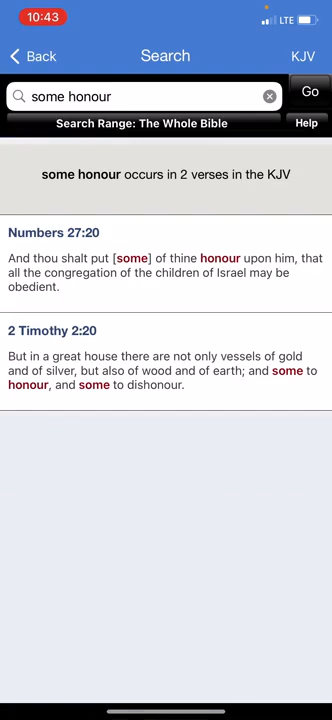 10:43
LTE
Back
Search
KJV
some honour
Go
Search Range: The Whole Bible
Help
some honour occurs in 2 verses in the KJV
Numbers 27:20
And thou shalt put [some] of thine honour upon him, that
all the congregation of the children of Israel may be
obedient.
2 Timothy 2:20
But in a great house there are not only vessels of gold
and of silver, but also of wood and of earth; and some to
honour, and some to dishonour.